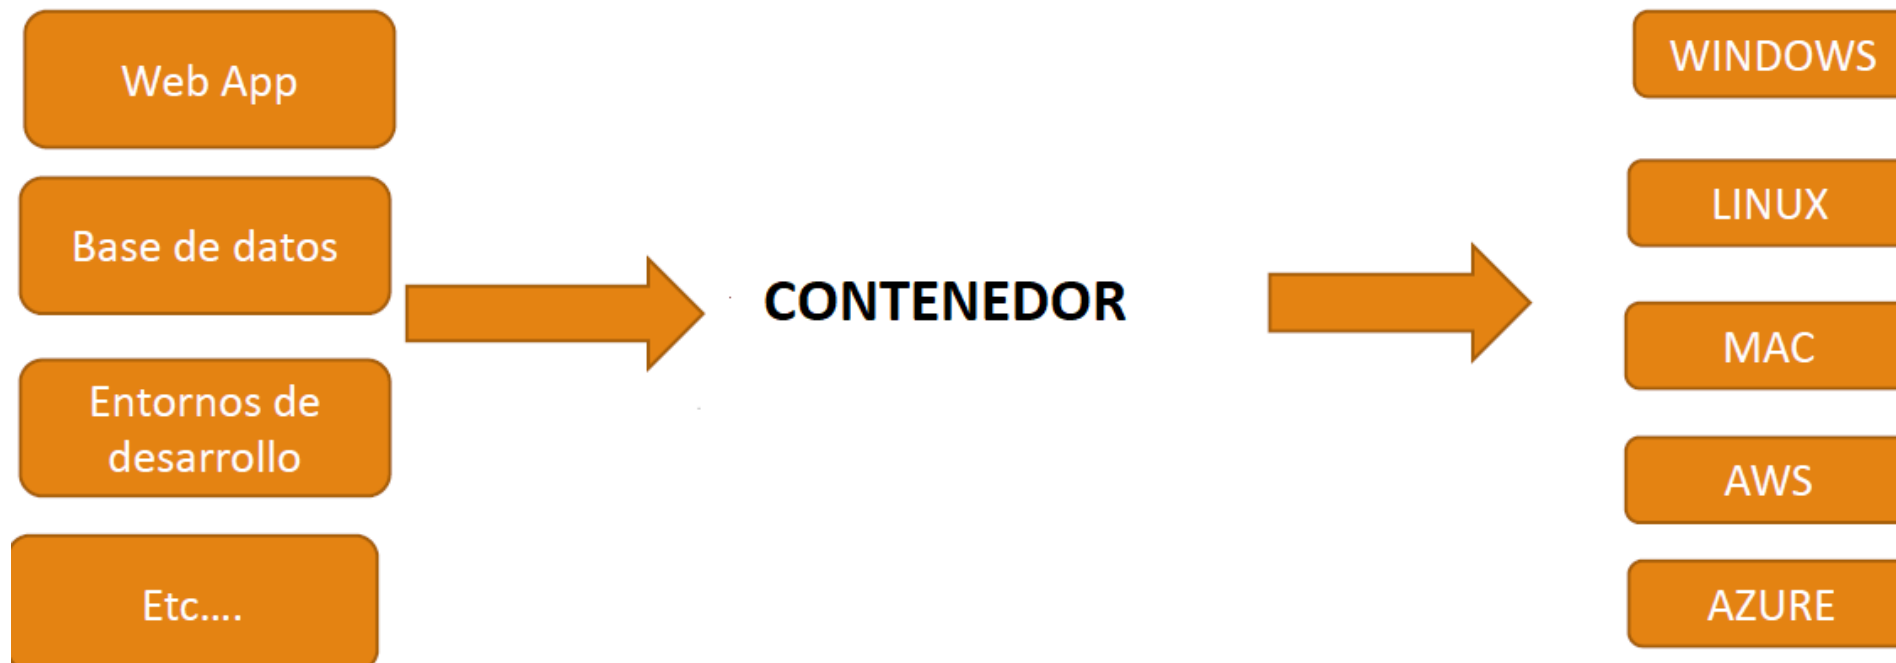 Web App
Base de datos
Entornos de
desarrollo
Etc....
CONTENEDOR
WINDOWS
LINUX
MAC
AWS
AZURE